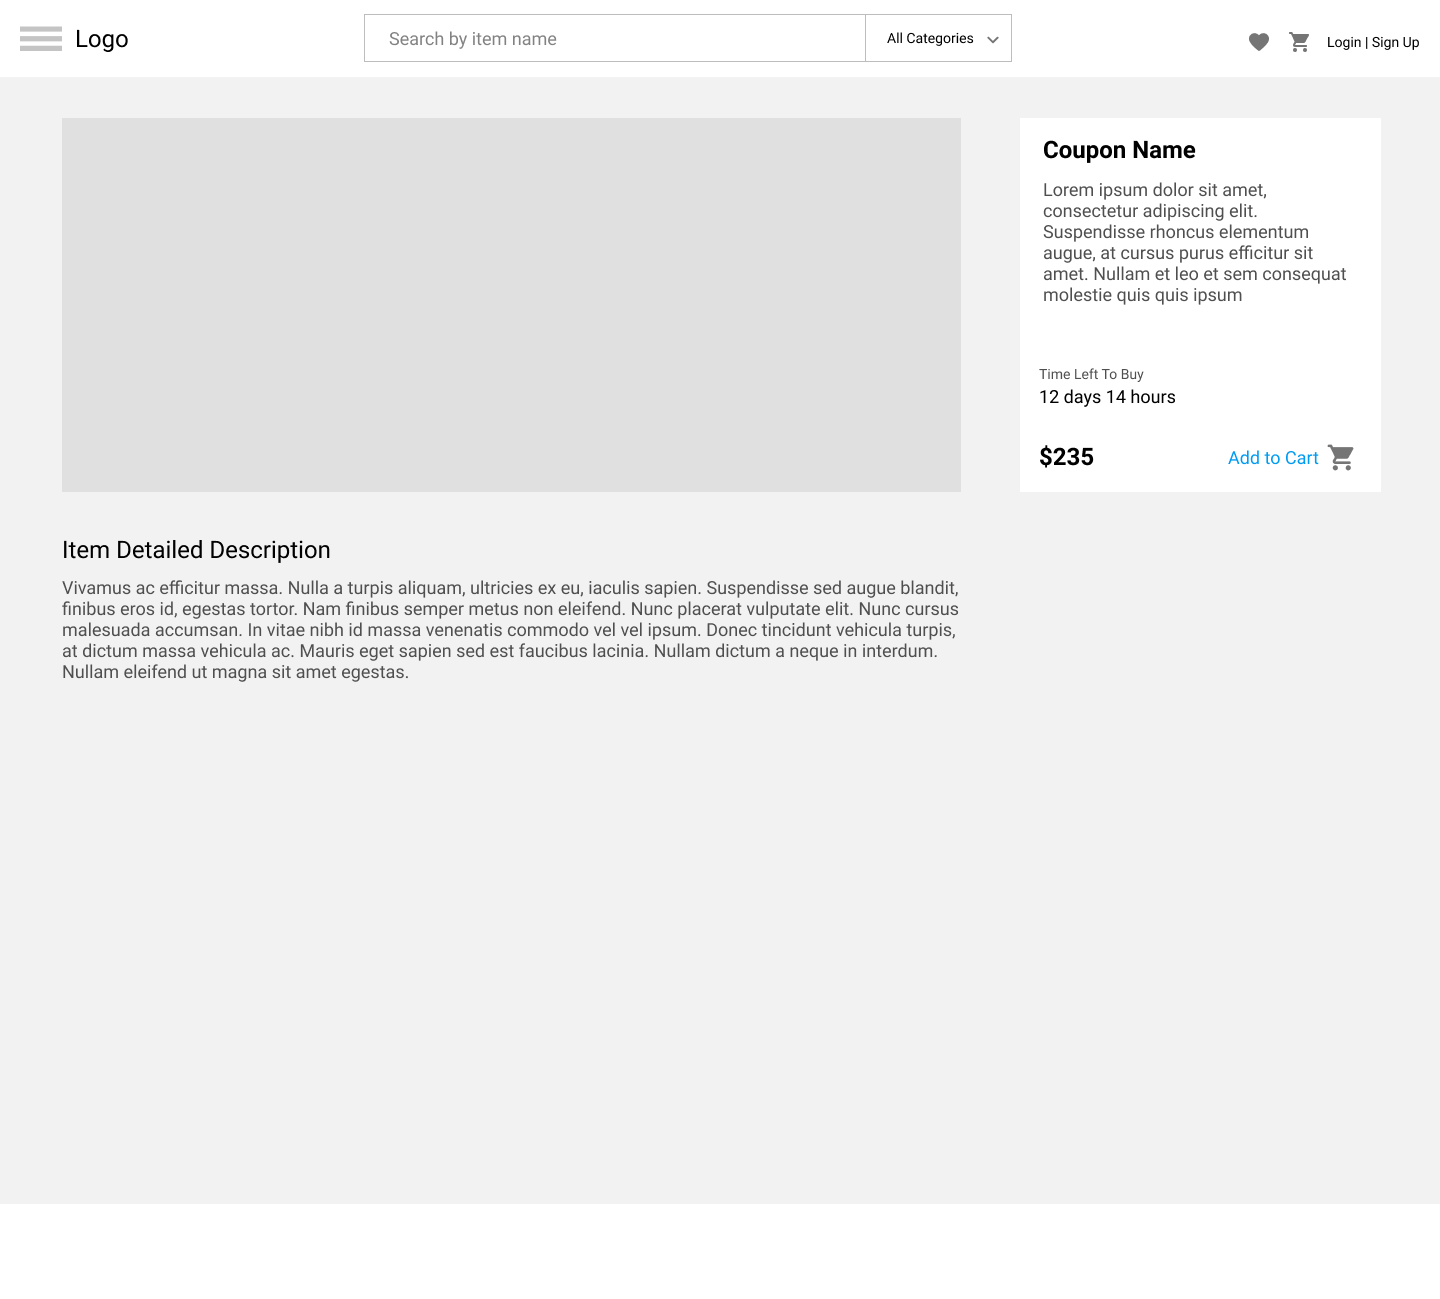 Logo
Search by item name
All Categories
Login | Sign Up
Coupon Name
Lorem ipsum dolor sit amet,
consectetur adipiscing elit.
Suspendisse rhoncus elementum
augue, at cursus purus efficitur sit
amet. Nullam et leo et sem consequat
molestie quis quis ipsum
Time Left To Buy
12 days 14 hours
$235
Add to Cart
Item Detailed Description
Vivamus ac efficitur massa. Nulla a turpis aliquam, ultricies ex eu, iaculis sapien. Suspendisse sed augue blandit,
finibus eros id, egestas tortor. Nam finibus semper metus non eleifend. Nunc placerat vulputate elit. Nunc cursus
malesuada accumsan. In vitae nibh id massa venenatis commodo vel vel ipsum. Donec tincidunt vehicula turpis,
at dictum massa vehicula ac. Mauris eget sapien sed est faucibus lacinia. Nullam dictum a neque in interdum.
Nullam eleifend ut magna sit amet egestas.